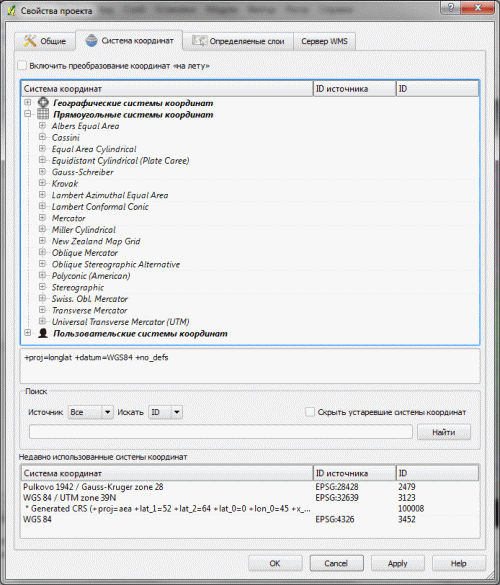 Свойства проекта
Общие
Система координат
Определяемые слои
Сервер WMS
Включить преобразование координат «на лету»
Система координат ID источника ID
Географические системы координат
Прямоугольные системы координат
Albers Equal Area
Cassini
Equal Area Cylindrical
Equidistant Cylindrical (Plate Caree)
Gauss-Schreiber
Krovak
Lambert Azimuthal Equal Area
Lambert Conformal Conic
Mercator
Miller Cylindrical
New Zealand Map Grid
Oblique Mercator
Oblique Stereographic Alternative
Polyconic (American)
Stereographic
Swiss. Obl. Mercator
Transverse Mercator
Universal Transverse Mercator (UTM)
Пользовательские системы координат
+proj=longlat +datum=WGS84 +no_defs
Поиск
Источник Все Искать ID Скрыть устаревшие системы координат
Найти
Недавно использованные системы координат
Система координат ID источника ID
Pulkovo 1942 / Gauss-Kruger zone 28 EPSG:28428 2479
WGS 84 / UTM zone 39N EPSG:32639 3123
* Generated CRS (+proj=aea +lat_1=52 +lat_2=64 +lat_0=0 +lon_0=45 +x_... 100008
WGS 84 EPSG:4326 3452
OK Cancel Apply Help